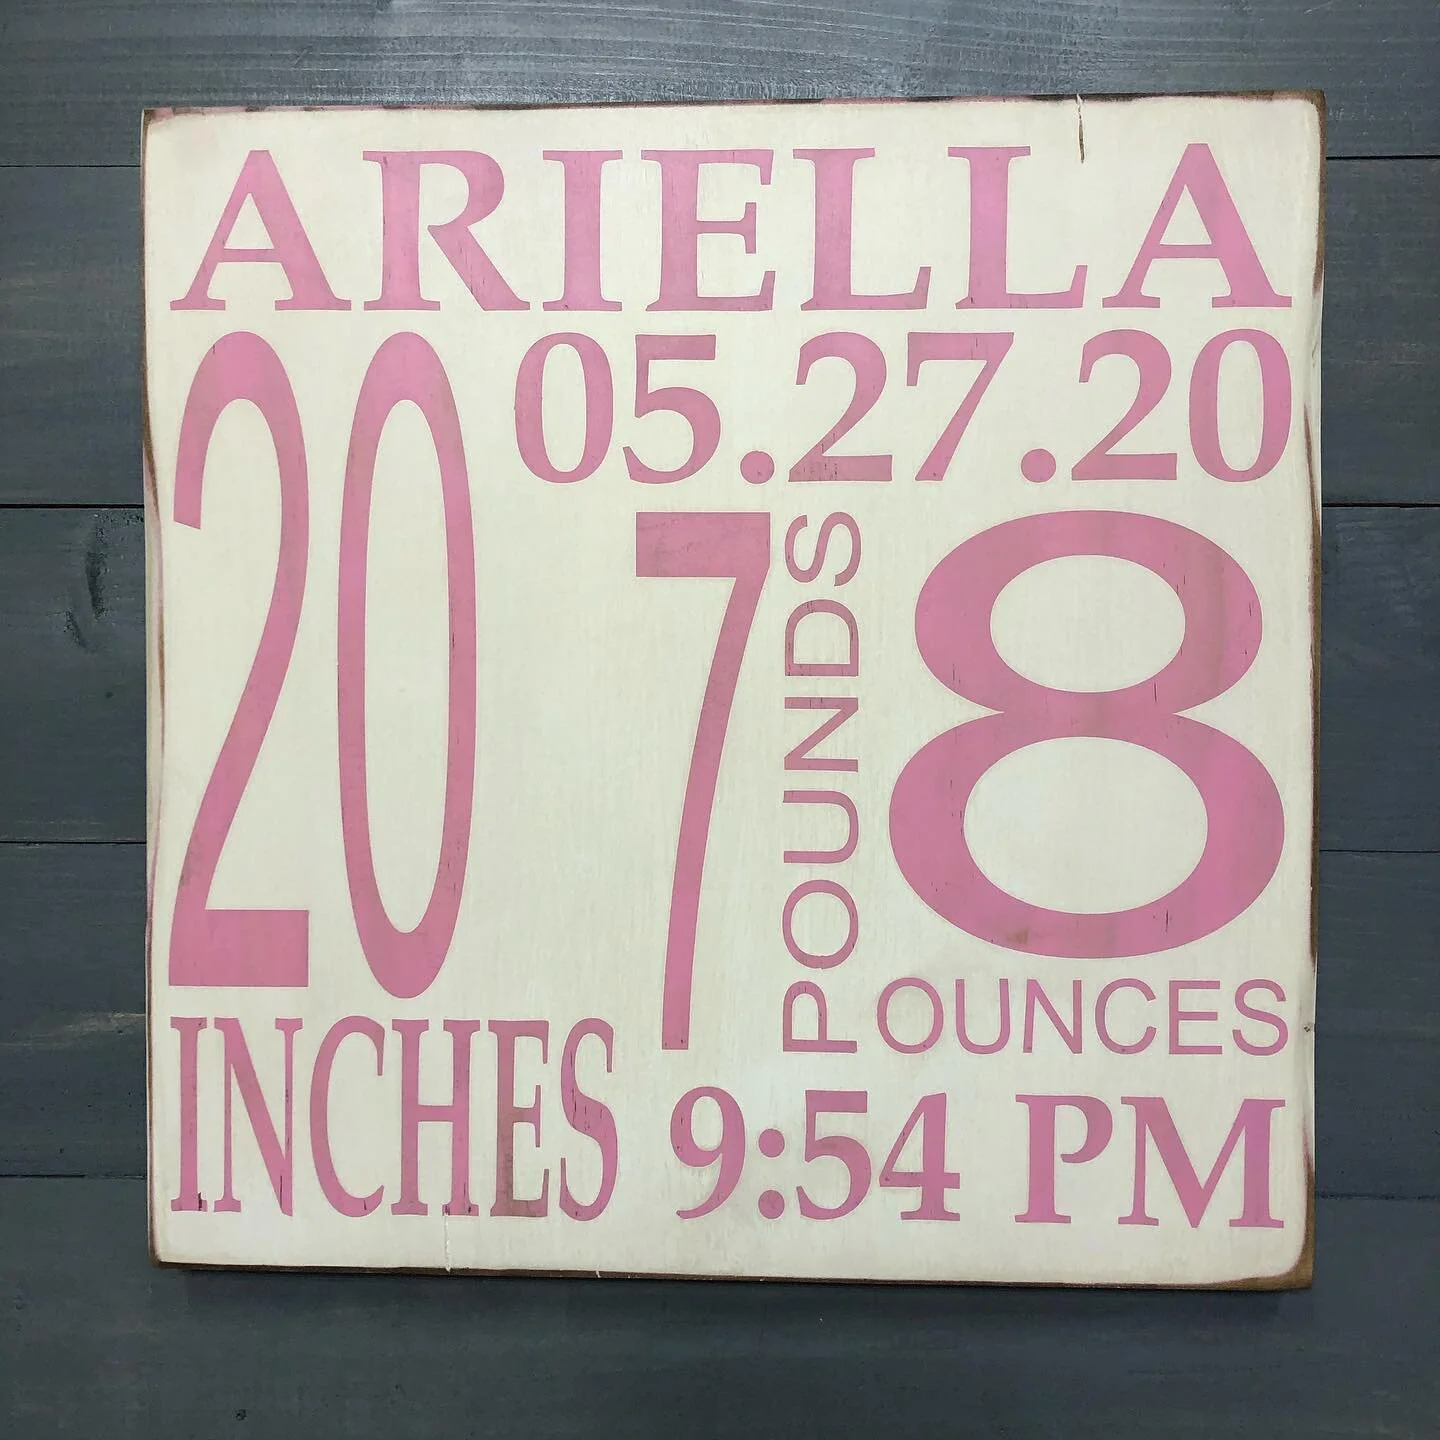 ARIELLA
05.27.20
20
INCHES
7
POUNDS
8
OUNCES
9:54 PM